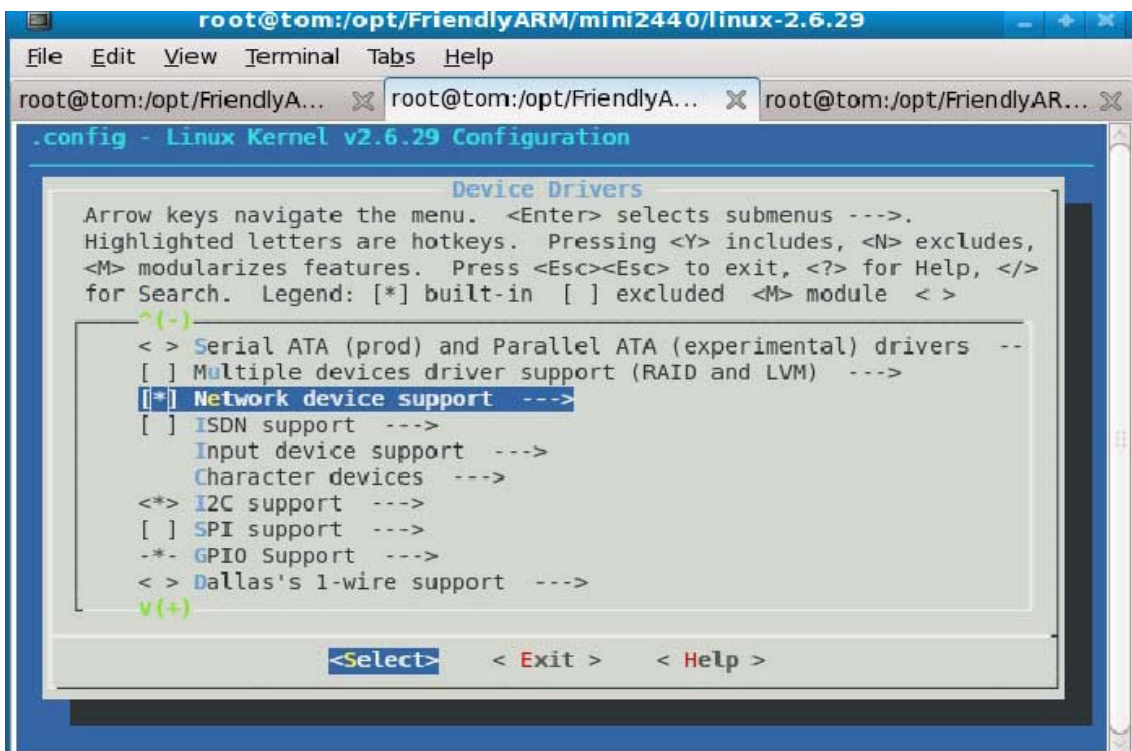 root@tom:/opt/FriendlyARM/mini2440/linux-2.6.29
File Edit View Terminal Tabs Help
root@tom:/opt/FriendlyA... root@tom:/opt/FriendlyA... root@tom:/opt/FriendlyAR...
.config - Linux Kernel v2.6.29 Configuration
Device Drivers
Arrow keys navigate the menu. <Enter> selects submenus --->.
Highlighted letters are hotkeys. Pressing <Y> includes, <N> excludes,
<M> modularizes features. Press <Esc><Esc> to exit, <?> for Help, </>
for Search. Legend: [*] built-in [ ] excluded <M> module < >
^(-)
< > Serial ATA (prod) and Parallel ATA (experimental) drivers --
[ ] Multiple devices driver support (RAID and LVM) --->
[*] Network device support --->
[ ] ISDN support --->
Input device support --->
Character devices --->
<*> I2C support --->
[ ] SPI support --->
-*- GPIO Support --->
< > Dallas's 1-wire support --->
v(+)
<Select> < Exit > < Help >